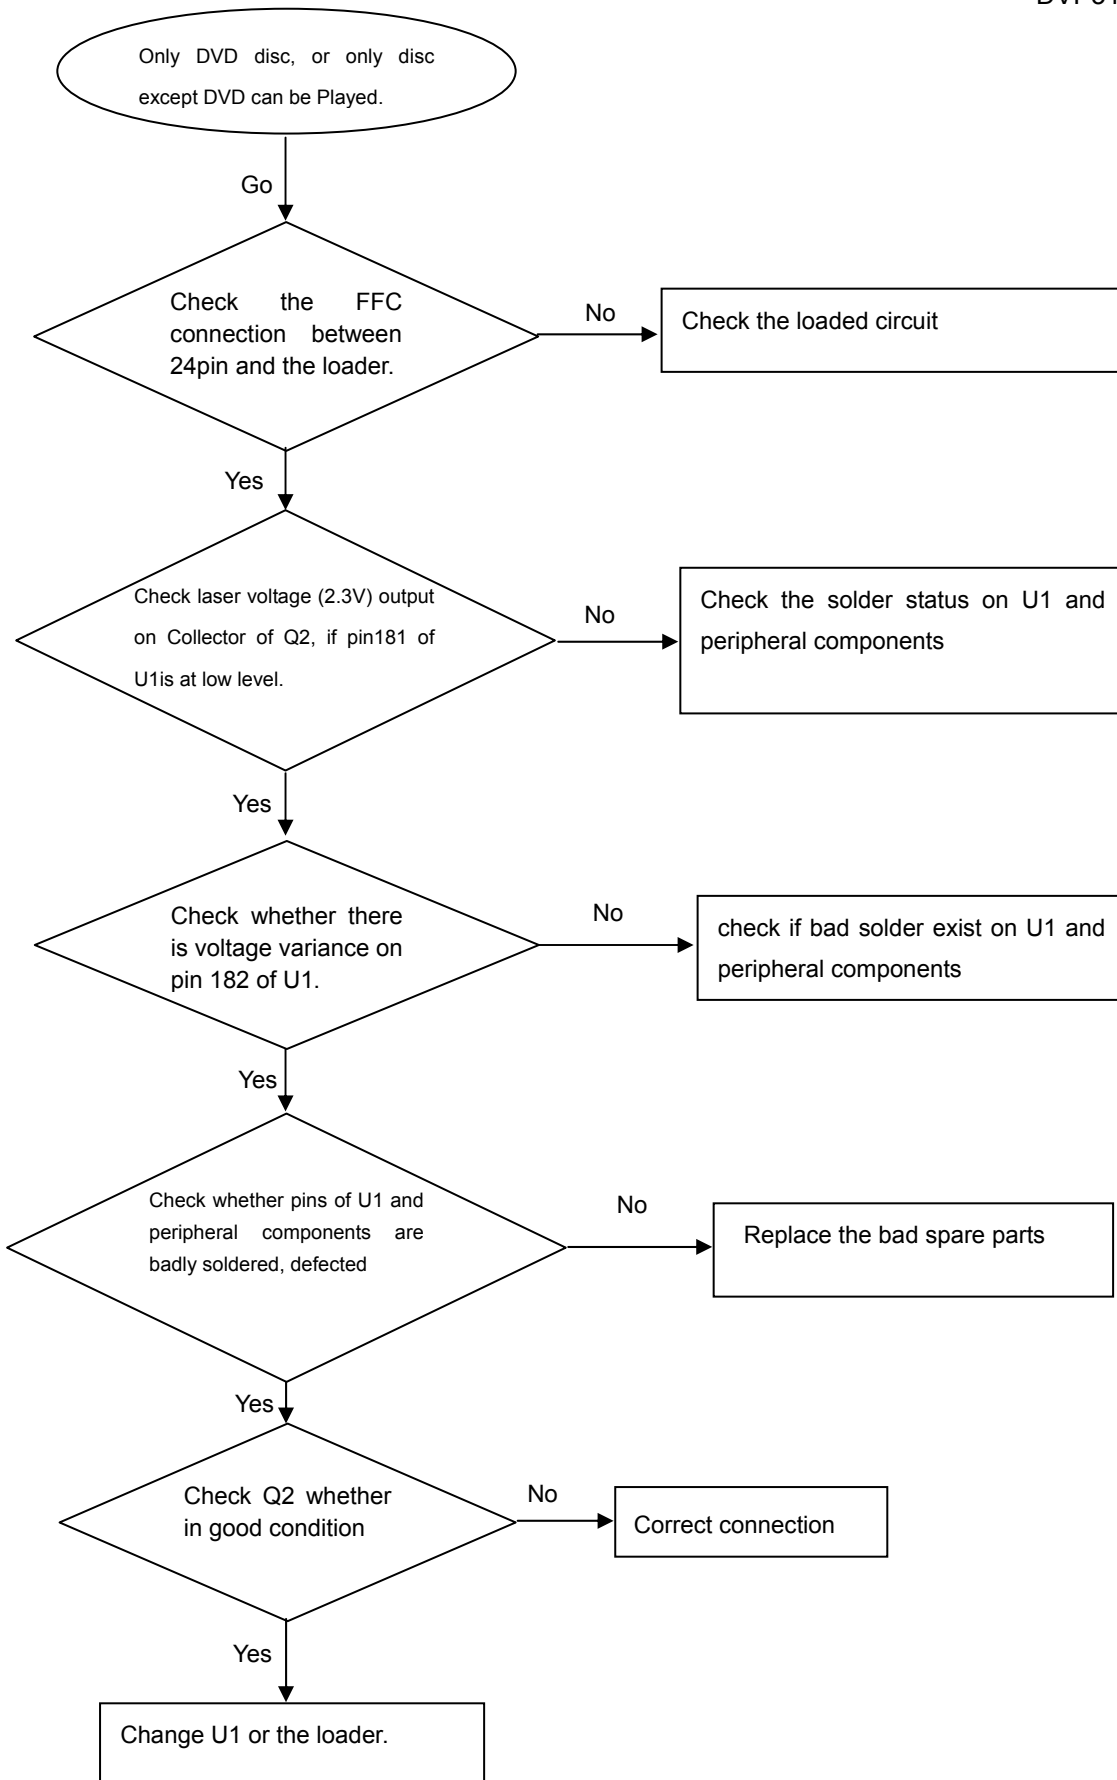 Only DVD disc, or only disc
except DVD can be Played.
Go
Check the FFC
connection between
24pin and the loader.
No
Check the loaded circuit
Yes
Check laser voltage (2.3V) output
on Collector of Q2, if pin181 of
U1is at low level.
No
Check the solder status on U1 and
peripheral components
Yes
Check whether there
is voltage variance on
pin 182 of U1.
No
check if bad solder exist on U1 and
peripheral components
Yes
Check whether pins of U1 and
peripheral components are
badly soldered, defected
No
Replace the bad spare parts
Yes
Check Q2 whether
in good condition
No
Correct connection
Yes
Change U1 or the loader.